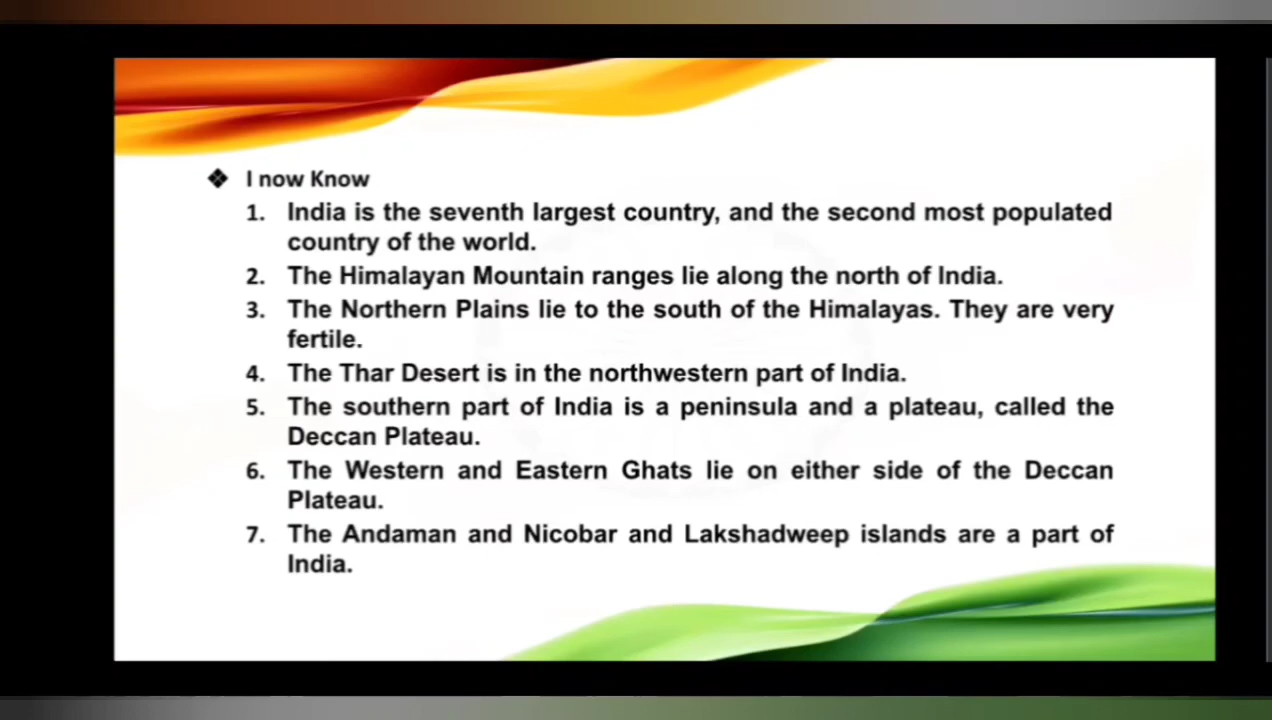 ❖ I now Know
1. India is the seventh largest country, and the second most populated
country of the world.
2. The Himalayan Mountain ranges lie along the north of India.
3. The Northern Plains lie to the south of the Himalayas. They are very
fertile.
4. The Thar Desert is in the northwestern part of India.
5. The southern part of India is a peninsula and a plateau, called the
Deccan Plateau.
6. The Western and Eastern Ghats lie on either side of the Deccan
Plateau.
7. The Andaman and Nicobar and Lakshadweep islands are a part of
India.